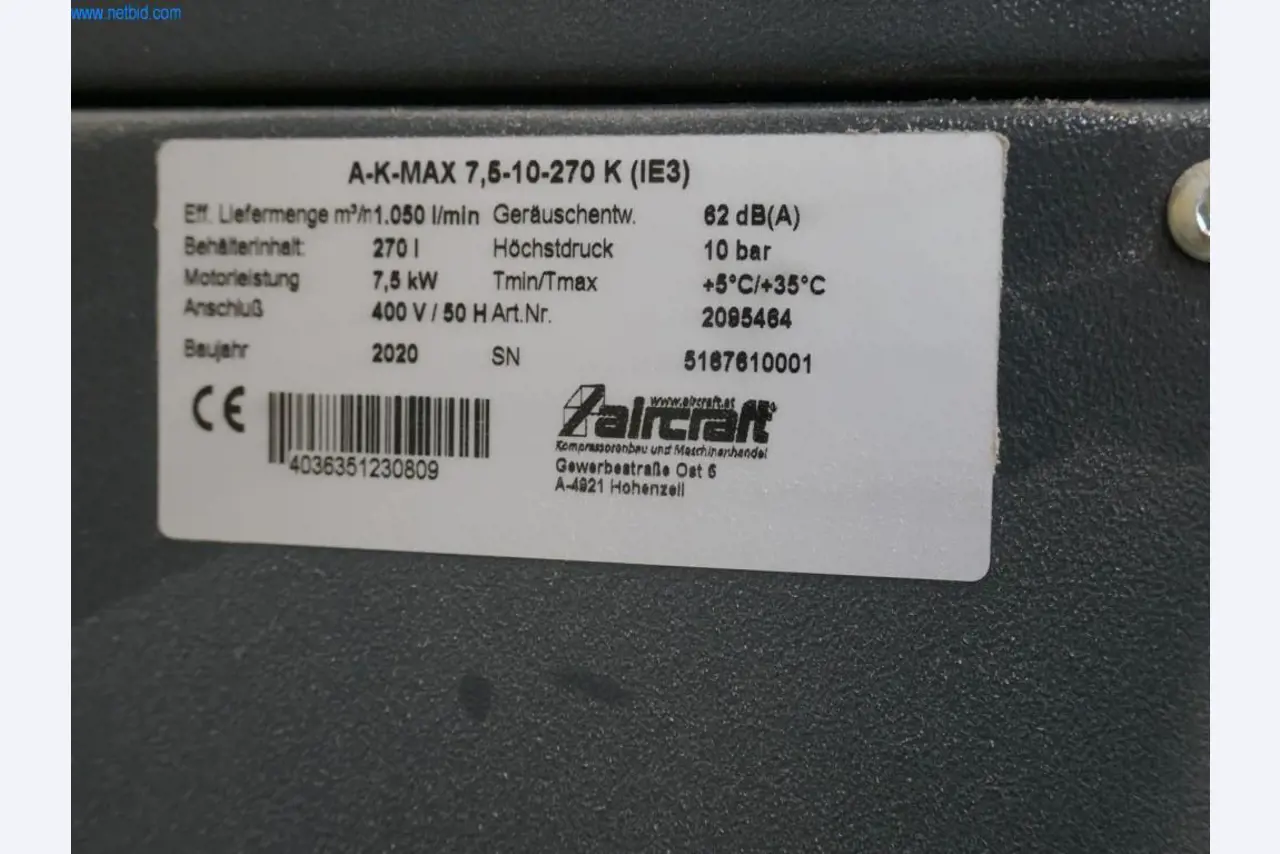 www.netbid.com
A-K-MAX 7,5-10-270 K (IE3)
Eff. Liefermenge m³/h1.050 l/min Geräuschentw. 62 dB(A)
Behälterinhalt: 270 l Höchstdruck 10 bar
Motorleistung 7,5 kW Tmin/Tmax +5°C/+35°C
Anschluß 400 V / 50 H Art.Nr. 2095464
Baujahr 2020 SN 5167610001
CE
4036351230809
www.aircraft.at
aircraft
Kompressorenbau und Maschinenhandel
Gewerbestraße Ost 6
A-4921 Hohenzell